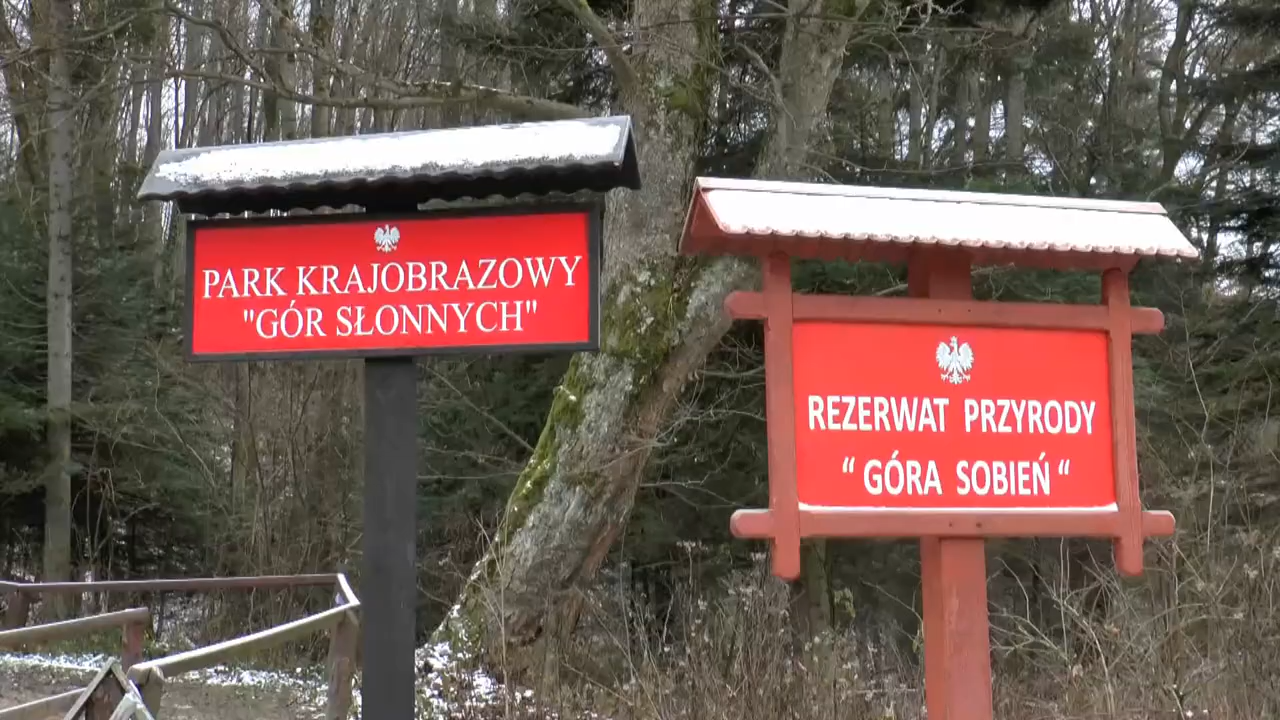 PARK KRAJOBRAZOWY
"GÓR SŁONNYCH"
REZERWAT PRZYRODY
“ GÓRA SOBIEŃ “